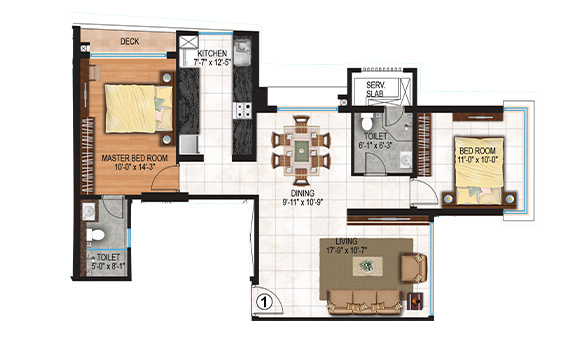 DECK
KITCHEN
7'-7" x 12'-5"
SERV.
SLAB
TOILET
6'-1" x 6'-3"
BED ROOM
11'-0" x 10'-0"
MASTER BED ROOM
10'-0" x 14'-3"
DINING
9'-11" x 10'-9"
LIVING
17'-9" x 10'-7"
TOILET
5'-0" x 8'-1"
1